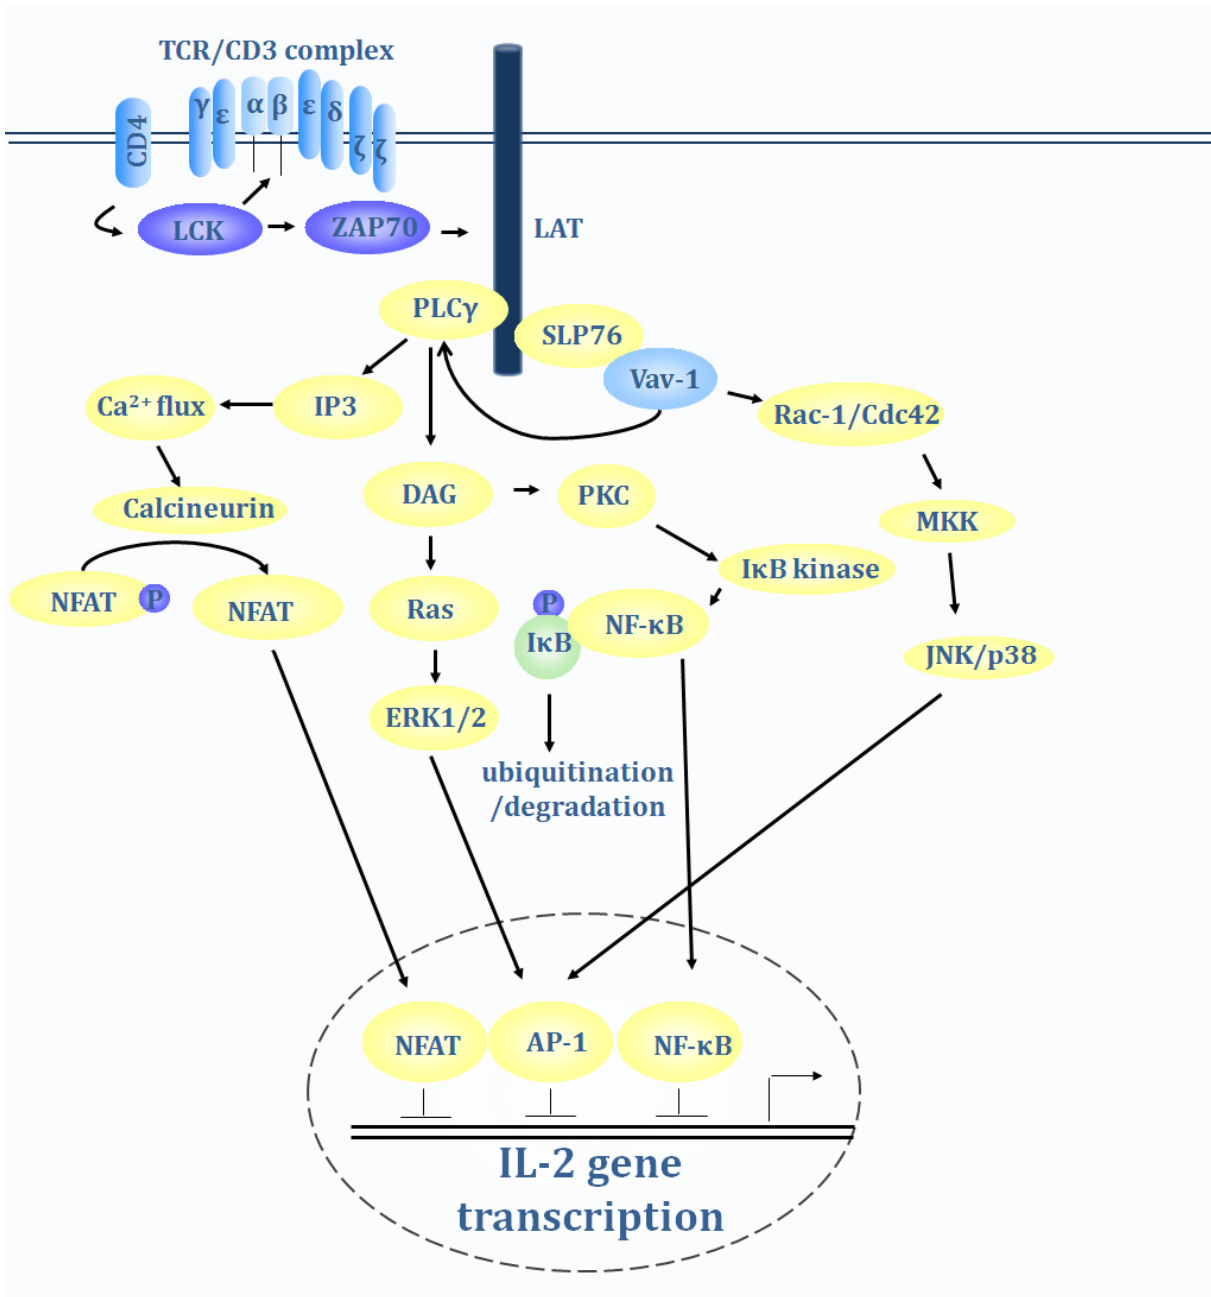 TCR/CD3 complex
CD4
γ
ε
α
β
ε
δ
ζ
ζ
LCK
ZAP70
LAT
PLCγ
SLP76
Vav-1
Ca²⁺ flux
IP3
Rac-1/Cdc42
DAG
PKC
Calcineurin
MKK
IκB kinase
NFAT
P
NFAT
Ras
P
IκB
NF-κB
JNK/p38
ERK1/2
ubiquitination
/degradation
NFAT
AP-1
NF-κB
IL-2 gene
transcription